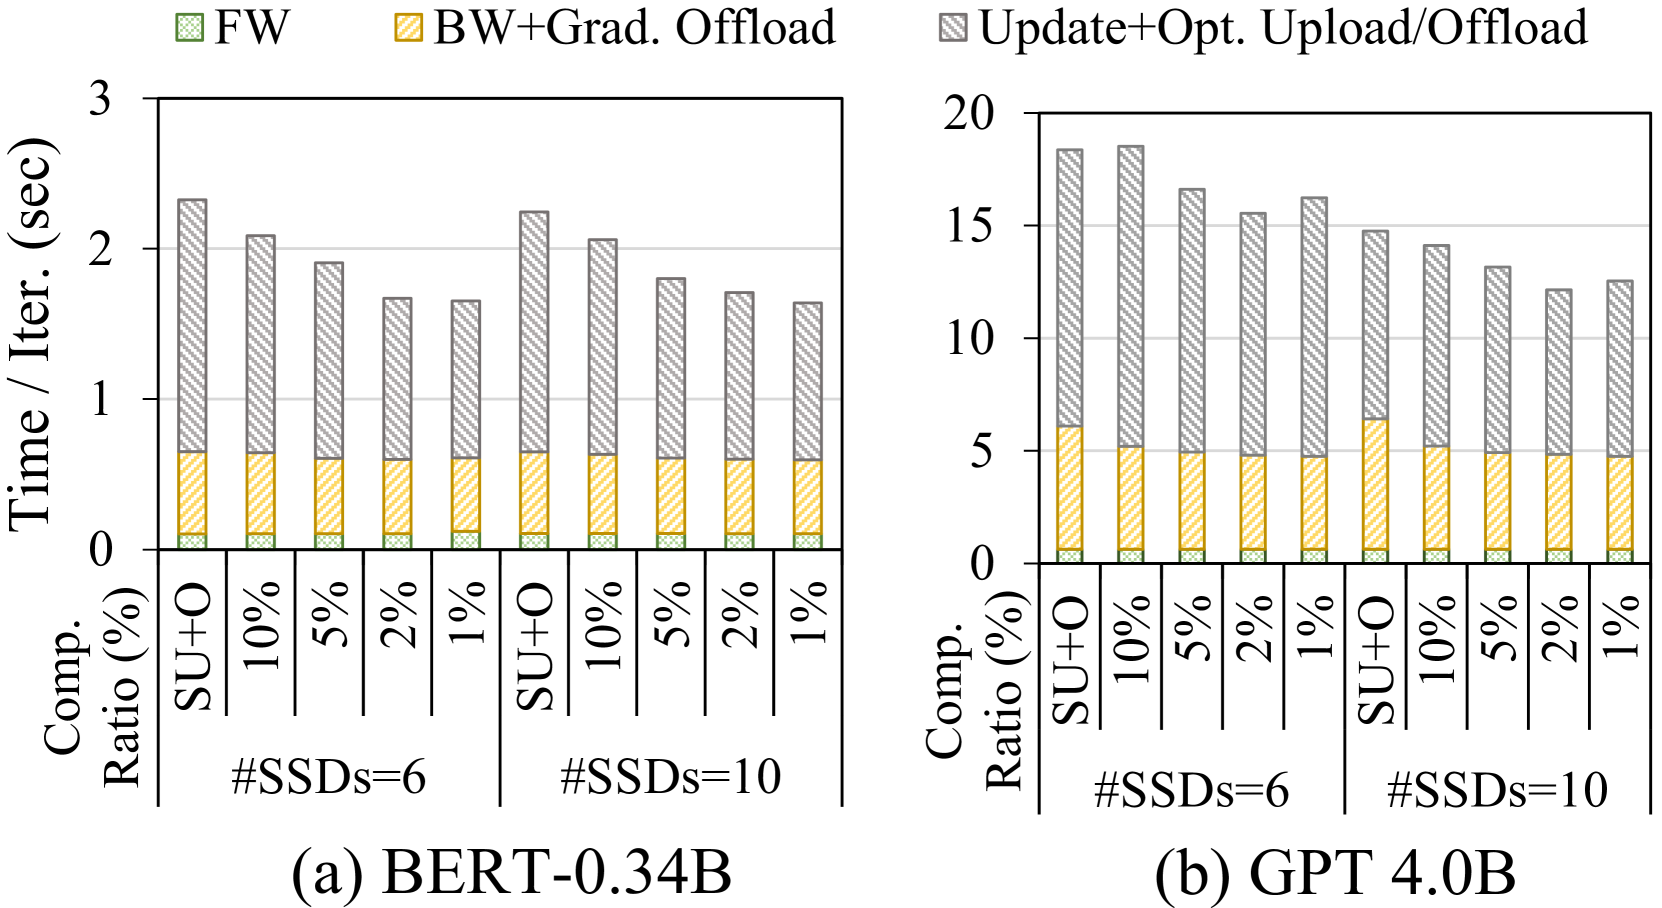 FW BW+Grad. Offload Update+Opt. Upload/Offload
Time / Iter. (sec)
3
2
1
0
Comp. Ratio (%)
SU+O 10% 5% 2% 1% SU+O 10% 5% 2% 1%
#SSDs=6 #SSDs=10
(a) BERT-0.34B
20
15
10
5
0
Comp. Ratio (%)
SU+O 10% 5% 2% 1% SU+O 10% 5% 2% 1%
#SSDs=6 #SSDs=10
(b) GPT 4.0B